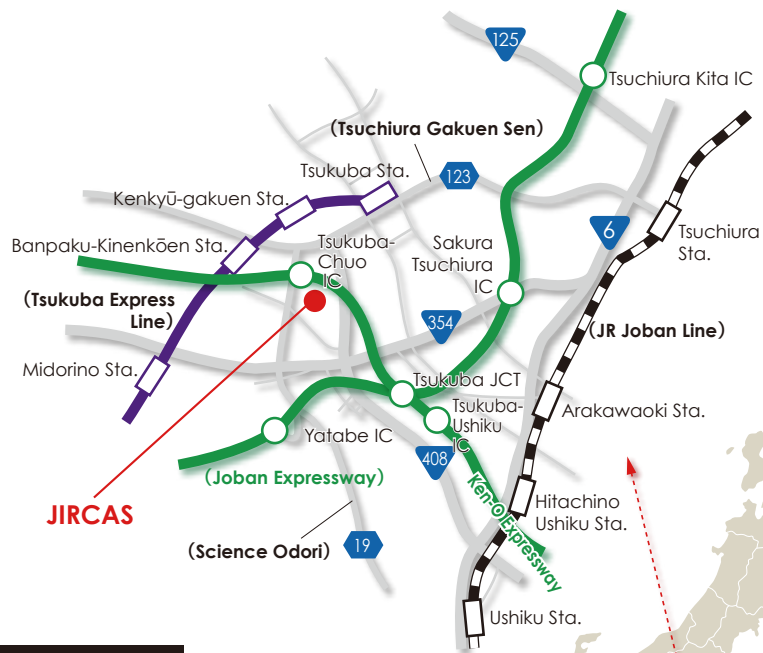 125
Tsuchiura Kita IC
(Tsuchiura Gakuen Sen)
Tsukuba Sta.
123
Kenkyū-gakuen Sta.
6
Tsuchiura
Sta.
Banpaku-Kinenkōen Sta.
Tsukuba-
Chuo
IC
Sakura
Tsuchiura
IC
(Tsukuba Express
Line)
354
(JR Joban Line)
Midorino Sta.
Tsukuba JCT
Arakawaoki Sta.
Tsukuba-
Ushiku
IC
Yatabe IC
408
(Joban Expressway)
Ken-O Expressway
Hitachino
Ushiku Sta.
JIRCAS
(Science Odori)
19
Ushiku Sta.